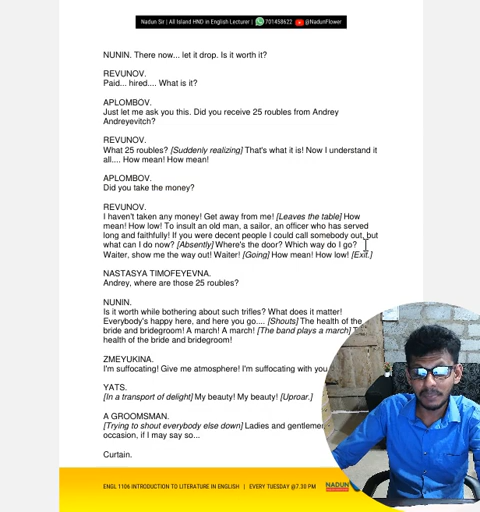 Nadun Sir | All Island HND in English Lecturer | 701458622 @NadunFlower
NUNIN. There now... let it drop. Is it worth it?
REVUNOV.
Paid... hired.... What is it?
APLOMBOV.
Just let me ask you this. Did you receive 25 roubles from Andrey
Andreyevitch?
REVUNOV.
What 25 roubles? [Suddenly realizing] That's what it is! Now I understand it
all.... How mean! How mean!
APLOMBOV.
Did you take the money?
REVUNOV.
I haven't taken any money! Get away from me! [Leaves the table] How
mean! How low! To insult an old man, a sailor, an officer who has served
long and faithfully! If you were decent people I could call somebody out, but
what can I do now? [Absently] Where's the door? Which way do I go?
Waiter, show me the way out! Waiter! [Going] How mean! How low! [Exit.]
NASTASYA TIMOFEYEVNA.
Andrey, where are those 25 roubles?
NUNIN.
Is it worth while bothering about such trifles? What does it matter!
Everybody's happy here, and here you go.... [Shouts] The health of the
bride and bridegroom! A march! A march! [The band plays a march]
health of the bride and bridegroom!
ZMEYUKINA.
I'm suffocating! Give me atmosphere! I'm suffocating with you
YATS.
[In a transport of delight] My beauty! My beauty! [Uproar.]
A GROOMSMAN.
[Trying to shout everybody else down] Ladies and
occasion, if I may say so...
Curtain.
ENGL 1106 INTRODUCTION TO LITERATURE IN ENGLISH | EVERY TUESDAY @7.30 PM
NADUN